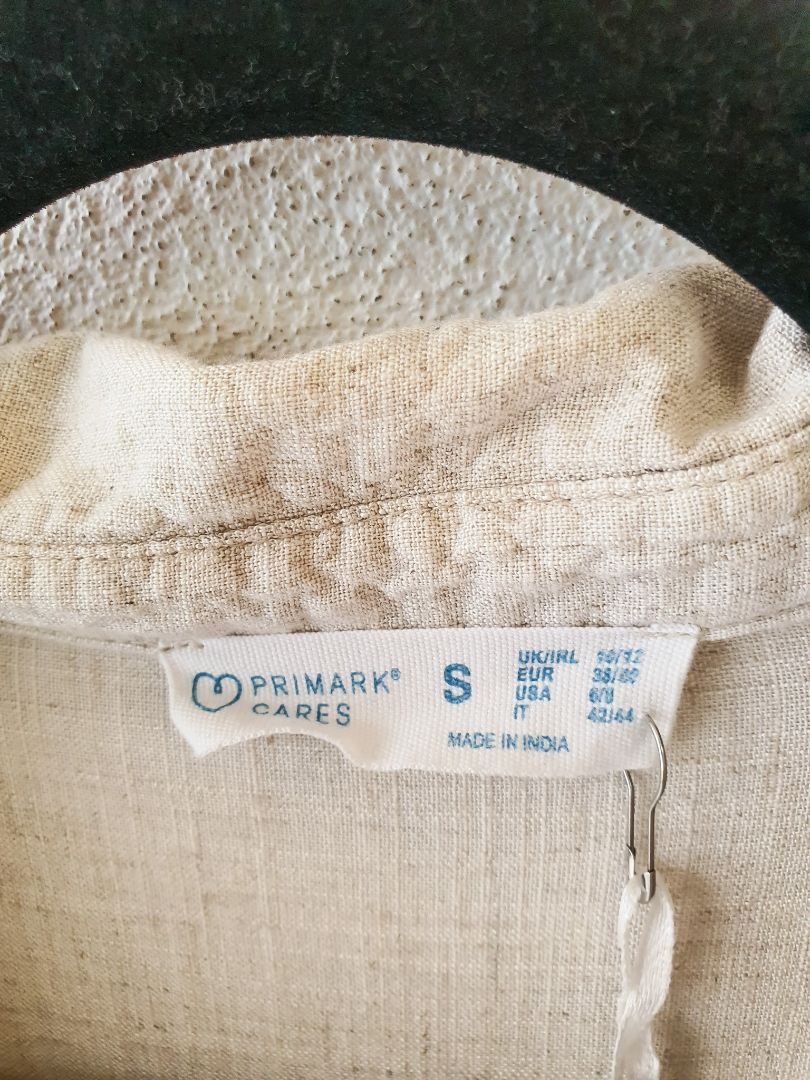 PRIMARK®
CARES
S
UK/IRL 10/12
EUR 38/40
USA 6/8
IT 42/44
MADE IN INDIA